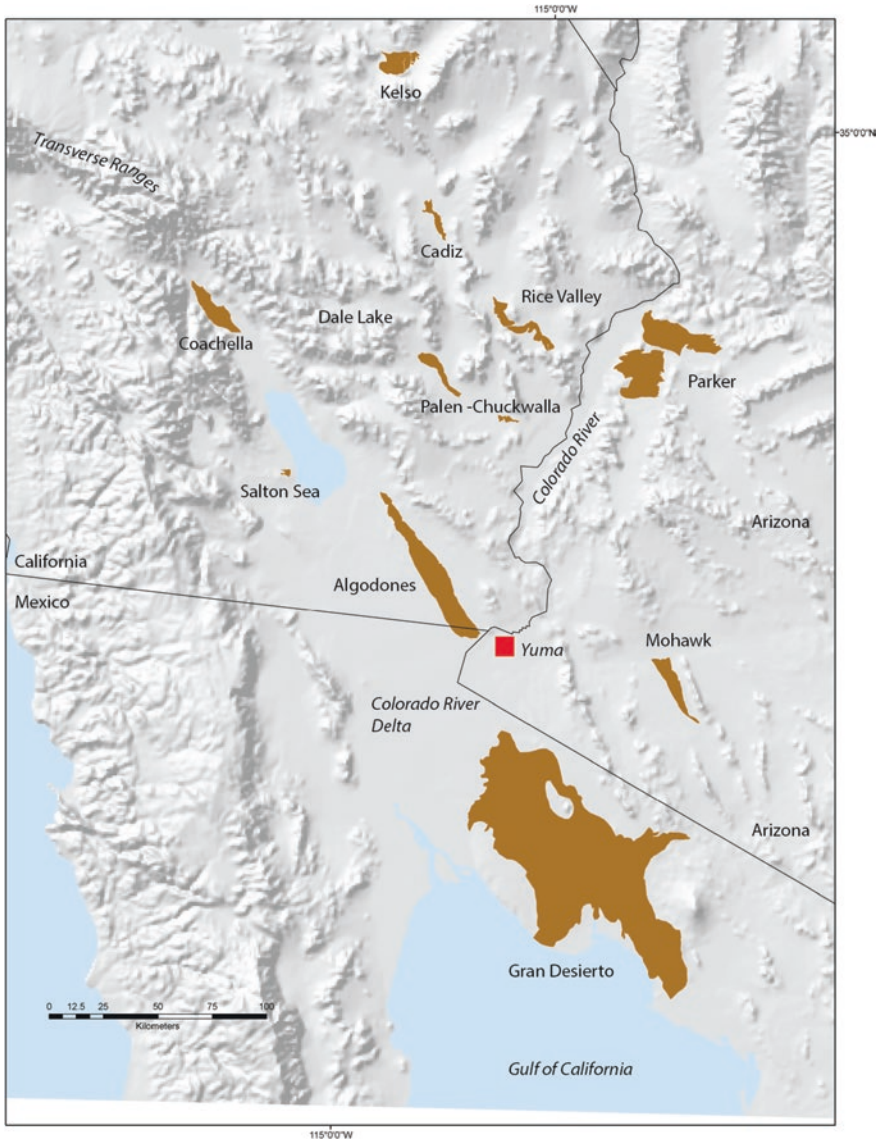 115°0'0"W
Kelso
35°0'0"N
Transverse Ranges
Cadiz
Rice Valley
Dale Lake
Coachella
Parker
Palen -Chuckwalla
Colorado River
Salton Sea
Arizona
California
Algodones
Mexico
Mohawk
Yuma
Colorado River
Delta
Arizona
Gran Desierto
0 12.5 25 50 75 100
Kilometers
Gulf of California
115°0'0"W